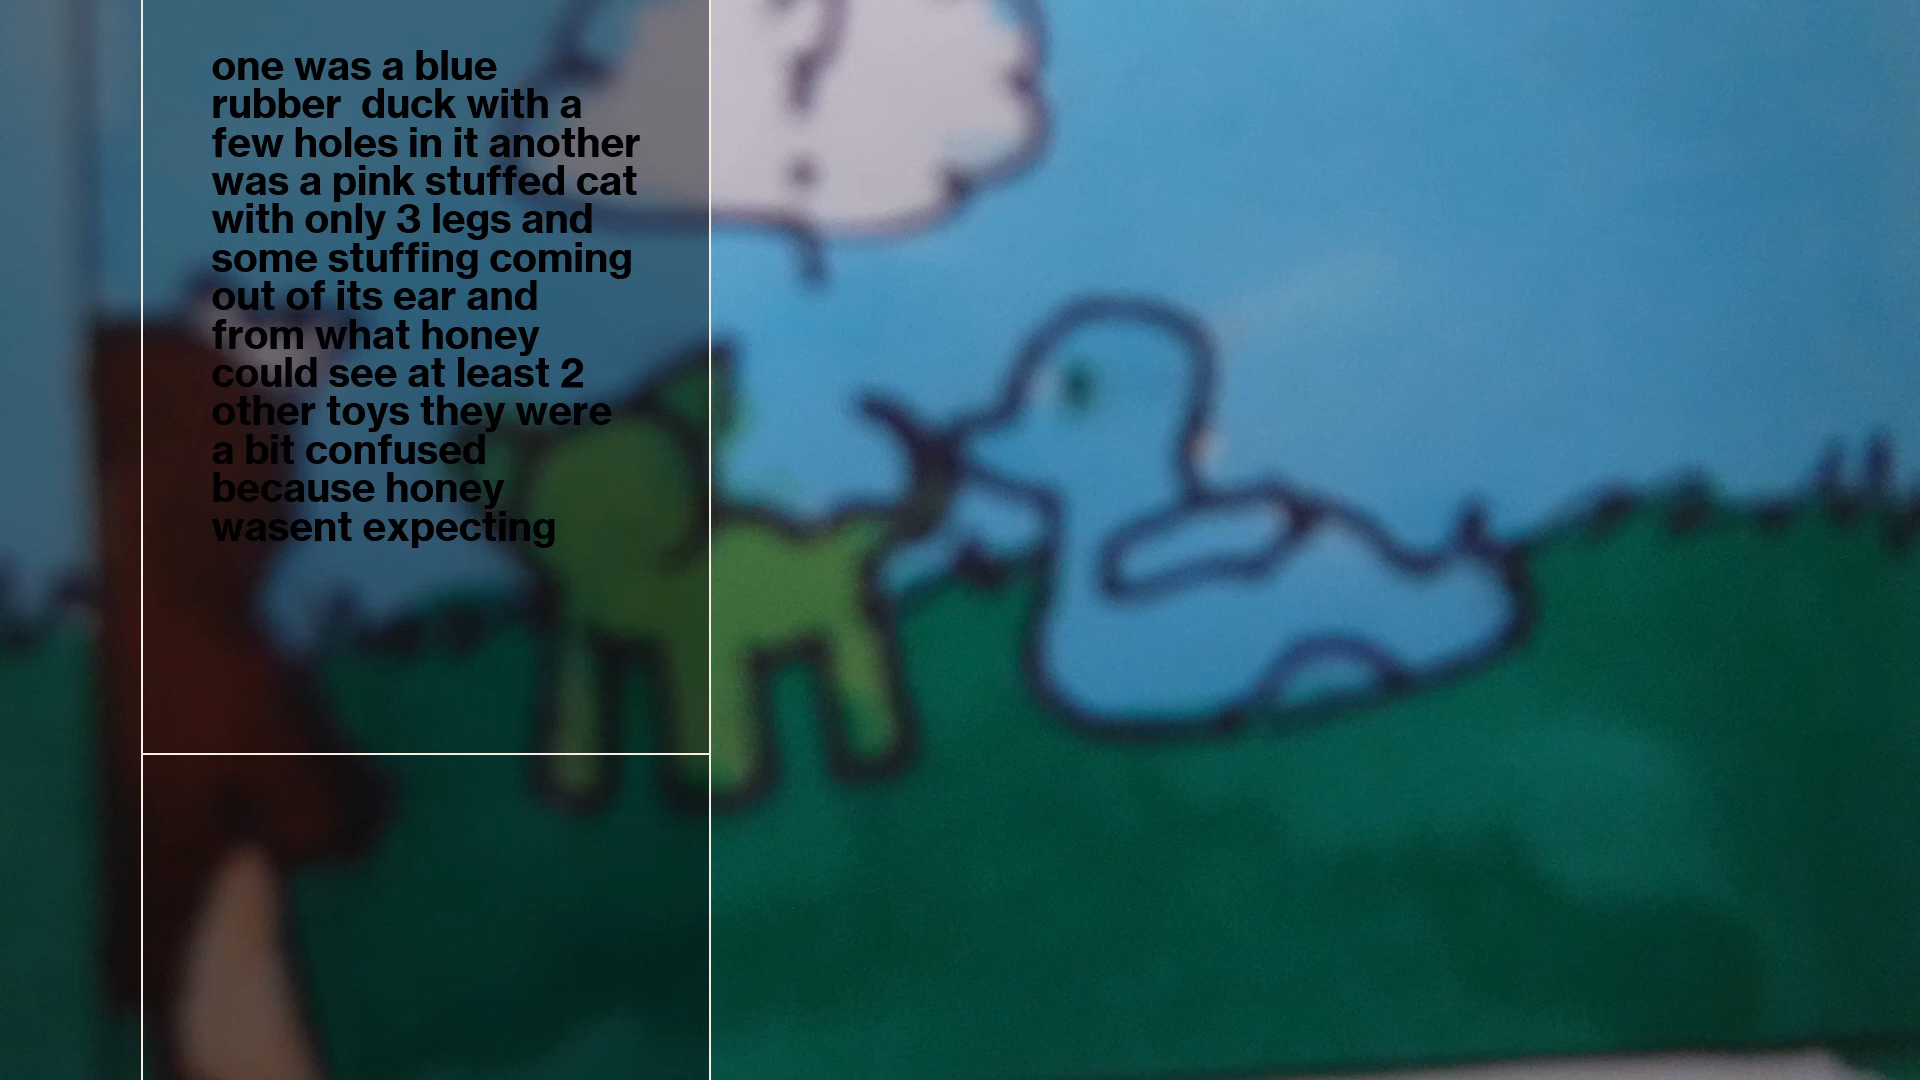 one was a blue
rubber  duck with a
few holes in it another
was a pink stuffed cat
with only 3 legs and
some stuffing coming
out of its ear and
from what honey
could see at least 2
other toys they were
a bit confused
because honey
wasent expecting